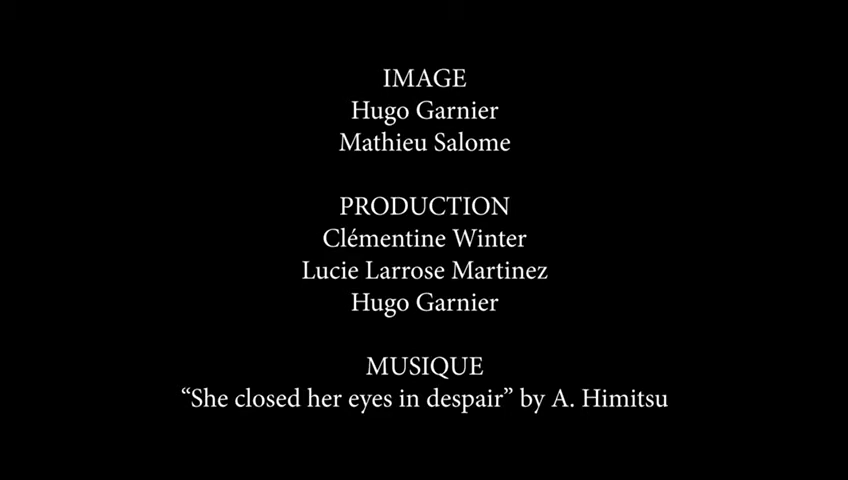 IMAGE
Hugo Garnier
Mathieu Salome
PRODUCTION
Clémentine Winter
Lucie Larrose Martinez
Hugo Garnier
MUSIQUE
“She closed her eyes in despair” by A. Himitsu